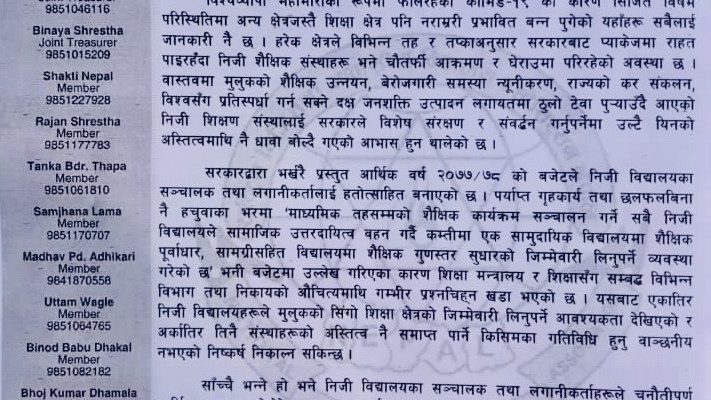 Joint Treasurer
9851046116
Binaya Shrestha
Joint Treasurer
9851015209
Shakti Nepal
Member
9851227928
Rajan Shrestha
Member
9851177783
Tanka Bdr. Thapa
Member
9851061810
Samjhana Lama
Member
9851170707
Madhav Pd. Adhikari
Member
9841870558
Uttam Wagle
Member
9851064765
Binod Babu Dhakal
Member
9851082182
Bhoj Kumar Dhamala
विश्वव्यापी महामारीको रूपमा फैलिरहेको कोभिड-१९ का कारण सिर्जित विषम
परिस्थितिमा अन्य क्षेत्रजस्तै शिक्षा क्षेत्र पनि नराम्ररी प्रभावित बन्न पुगेको यहाँहरू सबैलाई
जानकारी नै छ । हरेक क्षेत्रले विभिन्न तह र तप्काअनुसार सरकारबाट प्याकेजमा राहत
पाइरहँदा निजी शैक्षिक संस्थाहरू भने चौतर्फी आक्रमण र घेराउमा परिरहेको अवस्था छ ।
वास्तवमा मुलुकको शैक्षिक उन्नयन, बेरोजगारी समस्या न्यूनीकरण, राज्यको कर संकलन,
विश्वसँग प्रतिस्पर्धा गर्न सक्ने दक्ष जनशक्ति उत्पादन लगायतमा ठुलो टेवा पुऱ्याउँदै आएको
निजी शिक्षण संस्थालाई सरकारले विशेष संरक्षण र संवर्द्धन गर्नुपर्नेमा उल्टै यिनको
अस्तित्वमाथि नै धावा बोल्दै गएको आभास हुन थालेको छ ।
सरकारद्वारा भर्खरै प्रस्तुत आर्थिक वर्ष २०७७/७८ को बजेटले निजी विद्यालयका
सञ्चालक तथा लगानीकर्तालाई हतोत्साहित बनाएको छ । पर्याप्त गृहकार्य तथा छलफलबिना
नै हचुवाका भरमा 'माध्यमिक तहसम्मको शैक्षिक कार्यक्रम सञ्चालन गर्ने सबै निजी
विद्यालयले सामाजिक उत्तरदायित्व वहन गर्दै कम्तीमा एक सामुदायिक विद्यालयमा शैक्षिक
पूर्वाधार, सामग्रीसहित विद्यालयमा शैक्षिक गुणस्तर सुधारको जिम्मेवारी लिनुपर्ने व्यवस्था
गरेको छ' भनी बजेटमा उल्लेख गरिएका कारण शिक्षा मन्त्रालय र शिक्षासँग सम्बद्ध विभिन्न
विभाग तथा निकायको औचित्यमाथि गम्भीर प्रश्नचिह्न खडा भएको छ । यसबाट एकातिर
निजी विद्यालयहरूले मुलुकको सिंगो शिक्षा क्षेत्रको जिम्मेवारी लिनुपर्ने आवश्यकता देखिएको र
अर्कातिर तिनै संस्थाहरूको अस्तित्व नै समाप्त पार्ने किसिमका गतिविधि हुनु वाञ्छनीय
नभएको निष्कर्ष निकाल्न सकिन्छ ।
साँच्चै भन्ने हो भने निजी विद्यालयका सञ्चालक तथा लगानीकर्ताहरूले चुनौतीपूर्ण